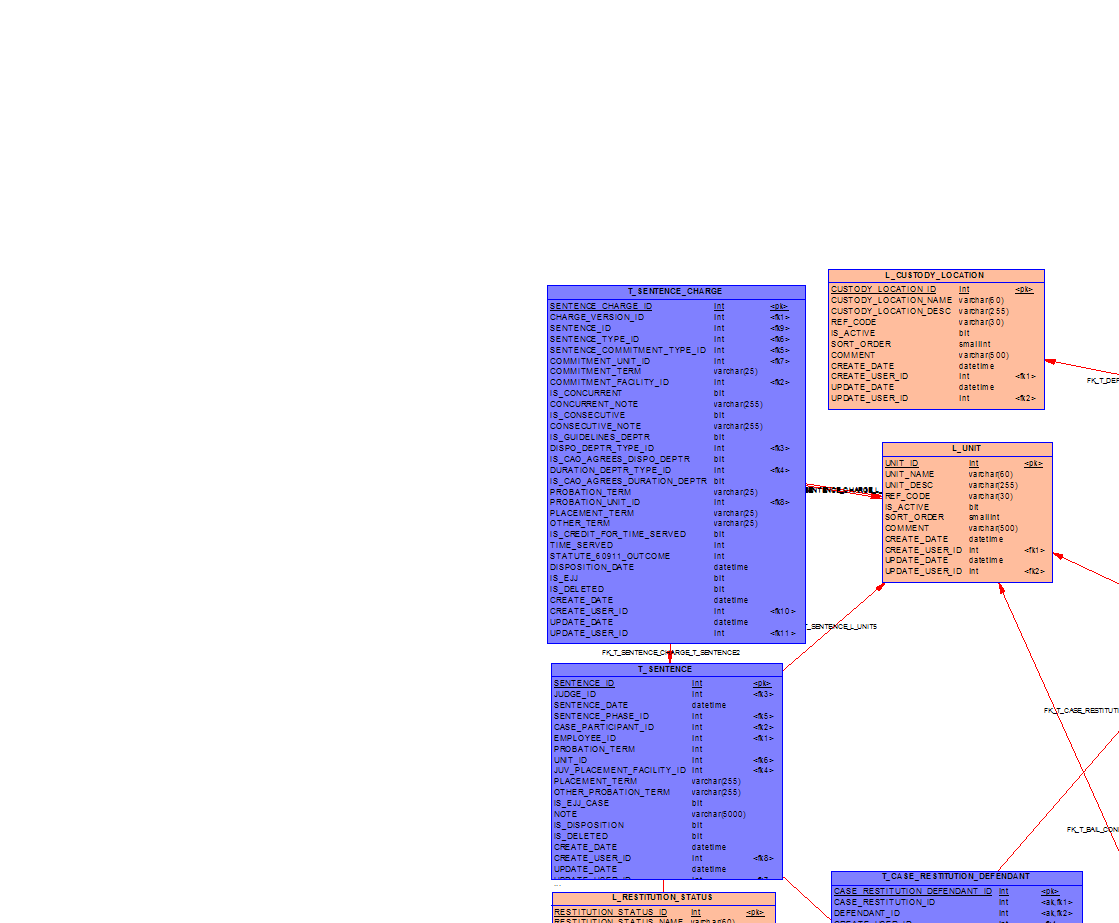 L_CUSTODY_LOCATION
CUSTODY_LOCATION_ID int <pk>
CUSTODY_LOCATION_NAME varchar(60)
CUSTODY_LOCATION_DESC varchar(255)
REF_CODE varchar(30)
IS_ACTIVE bit
SORT_ORDER smallint
COMMENT varchar(500)
CREATE_DATE datetime
CREATE_USER_ID int <fk1>
UPDATE_DATE datetime
UPDATE_USER_ID int <fk2>
T_SENTENCE_CHARGE
SENTENCE_CHARGE_ID int <pk>
CHARGE_VERSION_ID int <fk1>
SENTENCE_ID int <fk9>
SENTENCE_TYPE_ID int <fk6>
SENTENCE_COMMITMENT_TYPE_ID int <fk5>
COMMITMENT_UNIT_ID int <fk7>
COMMITMENT_TERM varchar(25)
COMMITMENT_FACILITY_ID int <fk2>
IS_CONCURRENT bit
CONCURRENT_NOTE varchar(255)
IS_CONSECUTIVE bit
CONSECUTIVE_NOTE varchar(255)
IS_GUIDELINES_DEPTR bit
DISPO_DEPTR_TYPE_ID int <fk3>
IS_CAO_AGREES_DISPO_DEPTR bit
DURATION_DEPTR_TYPE_ID int <fk4>
IS_CAO_AGREES_DURATION_DEPTR bit
PROBATION_TERM varchar(25)
PROBATION_UNIT_ID int <fk8>
PLACEMENT_TERM varchar(25)
OTHER_TERM varchar(25)
IS_CREDIT_FOR_TIME_SERVED bit
TIME_SERVED int
STATUTE_60911_OUTCOME int
DISPOSITION_DATE datetime
IS_EJJ bit
IS_DELETED bit
CREATE_DATE datetime
CREATE_USER_ID int <fk10>
UPDATE_DATE datetime
UPDATE_USER_ID int <fk11>
FK_T_DEF
L_UNIT
UNIT_ID int <pk>
UNIT_NAME varchar(60)
UNIT_DESC varchar(255)
REF_CODE varchar(30)
IS_ACTIVE bit
SORT_ORDER smallint
COMMENT varchar(500)
CREATE_DATE datetime
CREATE_USER_ID int <fk1>
UPDATE_DATE datetime
UPDATE_USER_ID int <fk2>
T_SENTENCE_L_UNIT5
FK_T_SENTENCE_CHARGE_T_SENTENCE2
T_SENTENCE
SENTENCE_ID int <pk>
JUDGE_ID int <fk3>
SENTENCE_DATE datetime
SENTENCE_PHASE_ID int <fk5>
CASE_PARTICIPANT_ID int <fk2>
EMPLOYEE_ID int <fk1>
PROBATION_TERM int
UNIT_ID int <fk6>
JUV_PLACEMENT_FACILITY_ID int <fk4>
PLACEMENT_TERM varchar(255)
OTHER_PROBATION_TERM varchar(255)
IS_EJJ_CASE bit
NOTE varchar(5000)
IS_DISPOSITION bit
IS_DELETED bit
CREATE_DATE datetime
CREATE_USER_ID int <fk8>
UPDATE_DATE datetime
...
FK_T_CASE_RESTITUTI
FK_T_BAIL_CON
L_RESTITUTION_STATUS
RESTITUTION_STATUS_ID int <pk>
RESTITUTION_STATUS_NAME varchar(60)
T_CASE_RESTITUTION_DEFENDANT
CASE_RESTITUTION_DEFENDANT_ID int <pk>
CASE_RESTITUTION_ID int <ak,fk1>
DEFENDANT_ID int <ak,fk2>